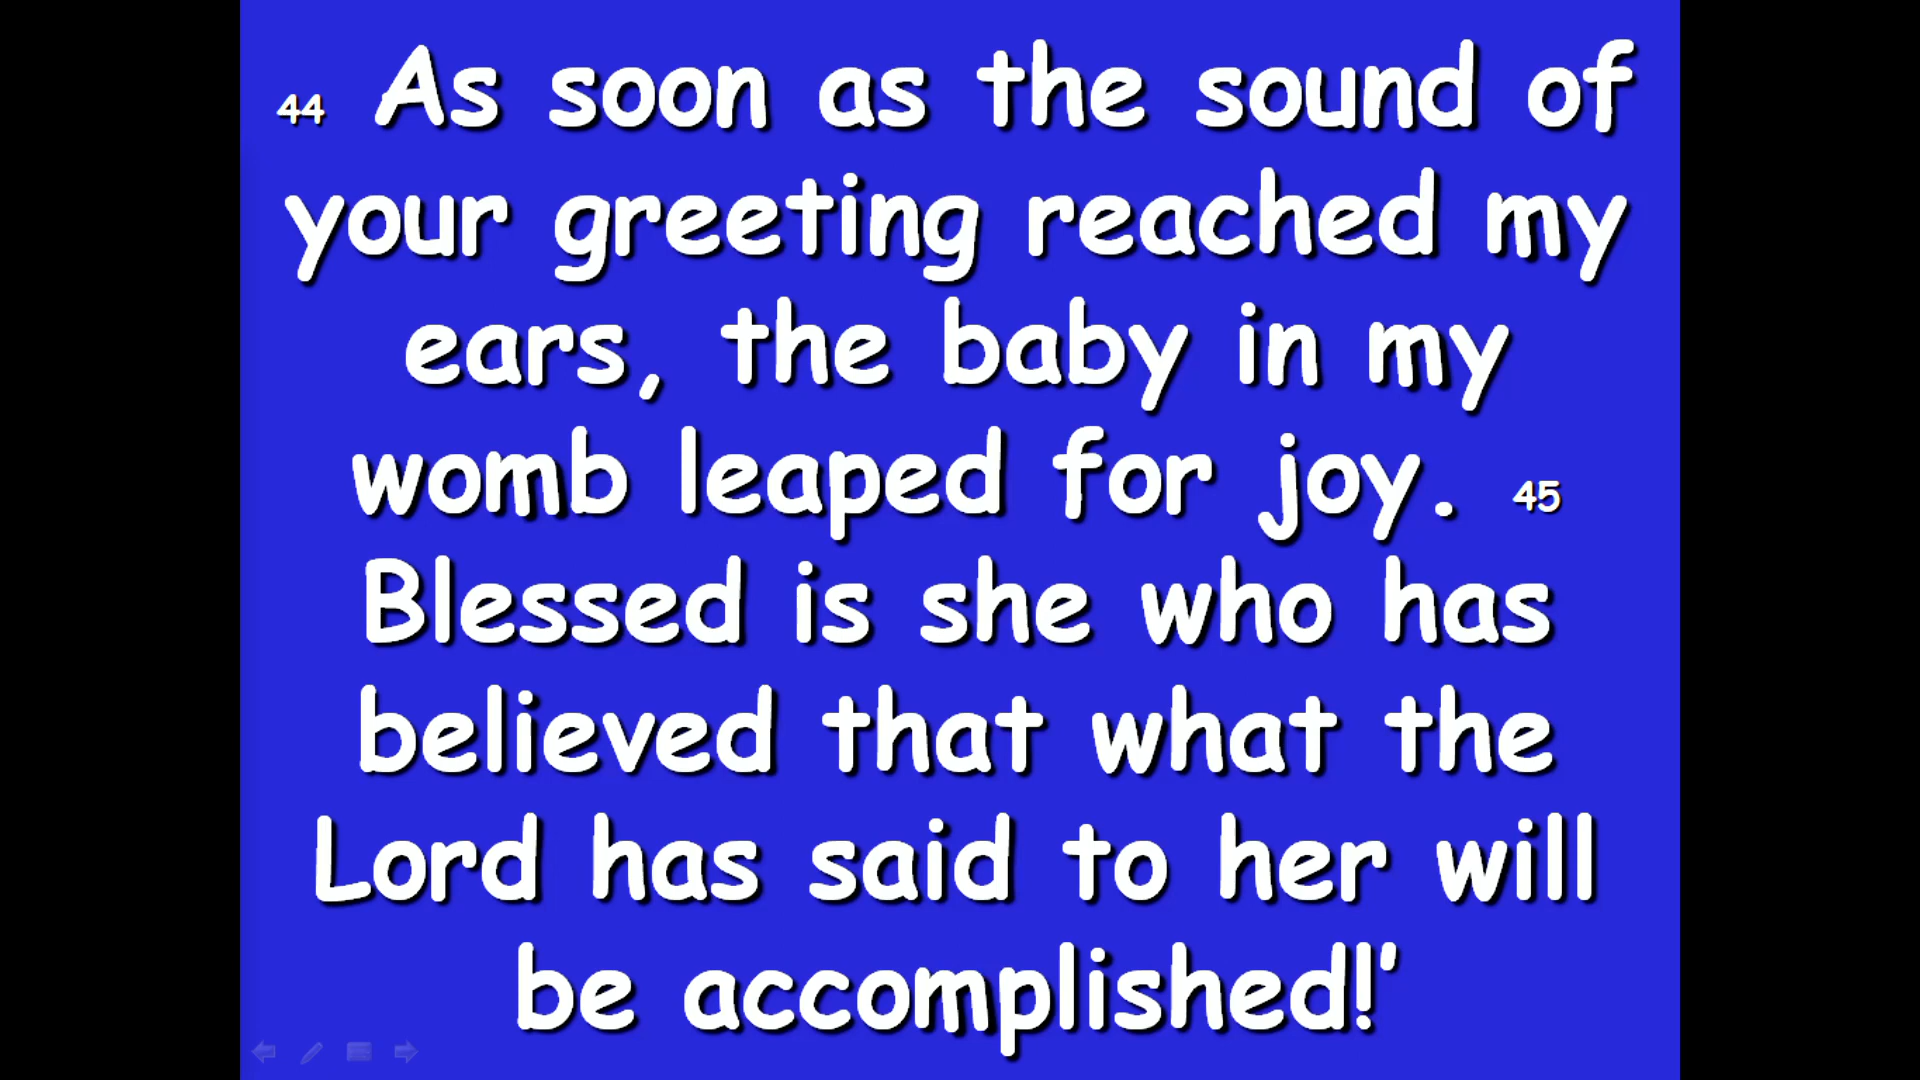 44 As soon as the sound of
your greeting reached my
ears, the baby in my
womb leaped for joy. 45
Blessed is she who has
believed that what the
Lord has said to her will
be accomplished!’